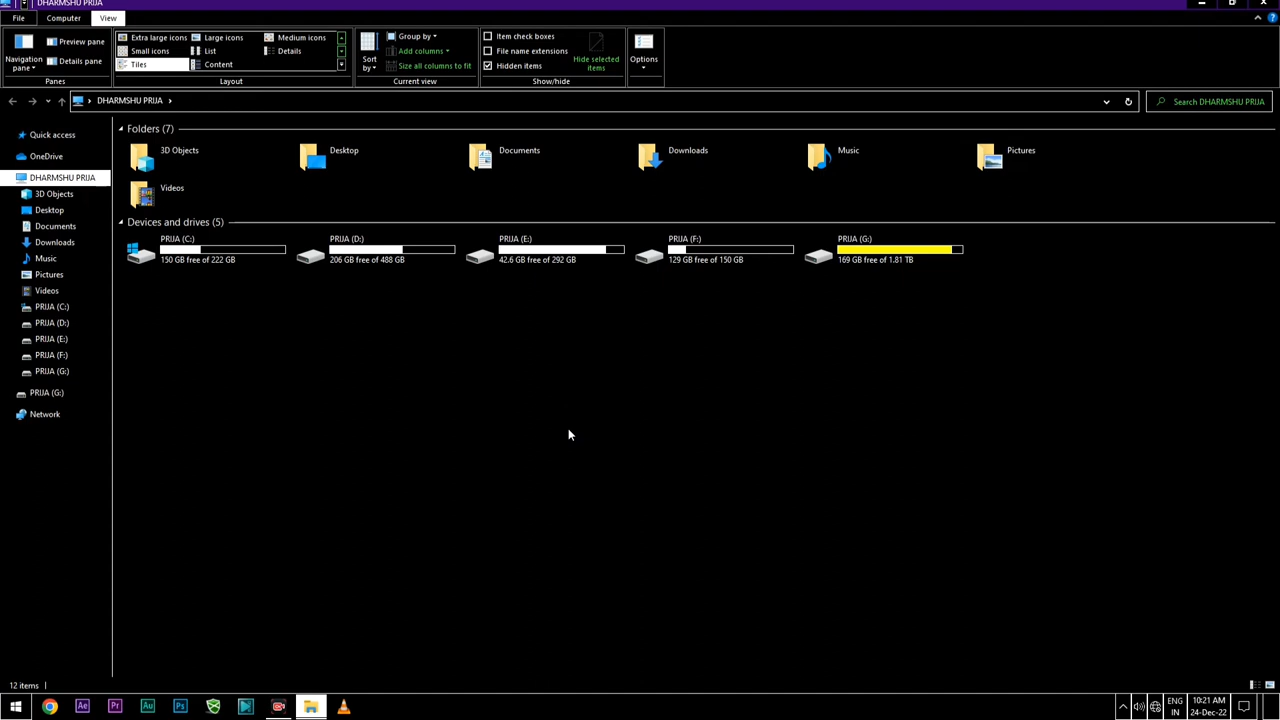 DHARMSHU PRIJA
File Computer View
Extra large icons Large icons Medium icons
Small icons List Details
Tiles Content
Preview pane
Details pane
Navigation pane
Panes
Layout
Sort by
Group by
Add columns
Size all columns to fit
Current view
Item check boxes
File name extensions
Hidden items
Hide selected items
Show/hide
Options
DHARMSHU PRIJA
Search DHARMSHU PRIJA
Quick access
OneDrive
DHARMSHU PRIJA
3D Objects
Desktop
Documents
Downloads
Music
Pictures
Videos
PRIJA (C:)
PRIJA (D:)
PRIJA (E:)
PRIJA (F:)
PRIJA (G:)
PRIJA (G:)
Network
Folders (7)
3D Objects Desktop Documents Downloads Music Pictures
Videos
Devices and drives (5)
PRIJA (C:) PRIJA (D:) PRIJA (E:) PRIJA (F:) PRIJA (G:)
150 GB free of 222 GB 206 GB free of 488 GB 42.6 GB free of 292 GB 129 GB free of 150 GB 169 GB free of 1.81 TB
12 items
Ae Pr Au Ps
ENG
IN
10:21 AM
24-Dec-22